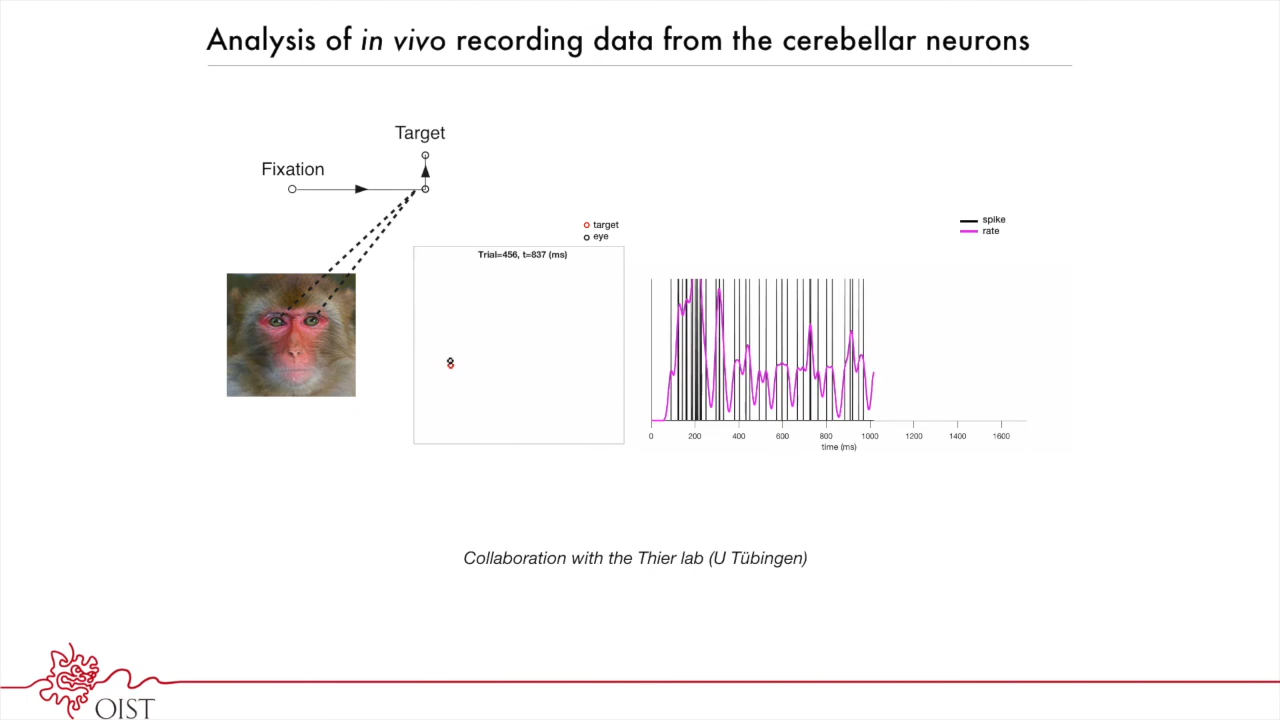 Analysis of in vivo recording data from the cerebellar neurons
Target
Fixation
target
eye
Trial=456, t=837 (ms)
spike
rate
0 200 400 600 800 1000 1200 1400 1600
time (ms)
Collaboration with the Thier lab (U Tübingen)
OIST